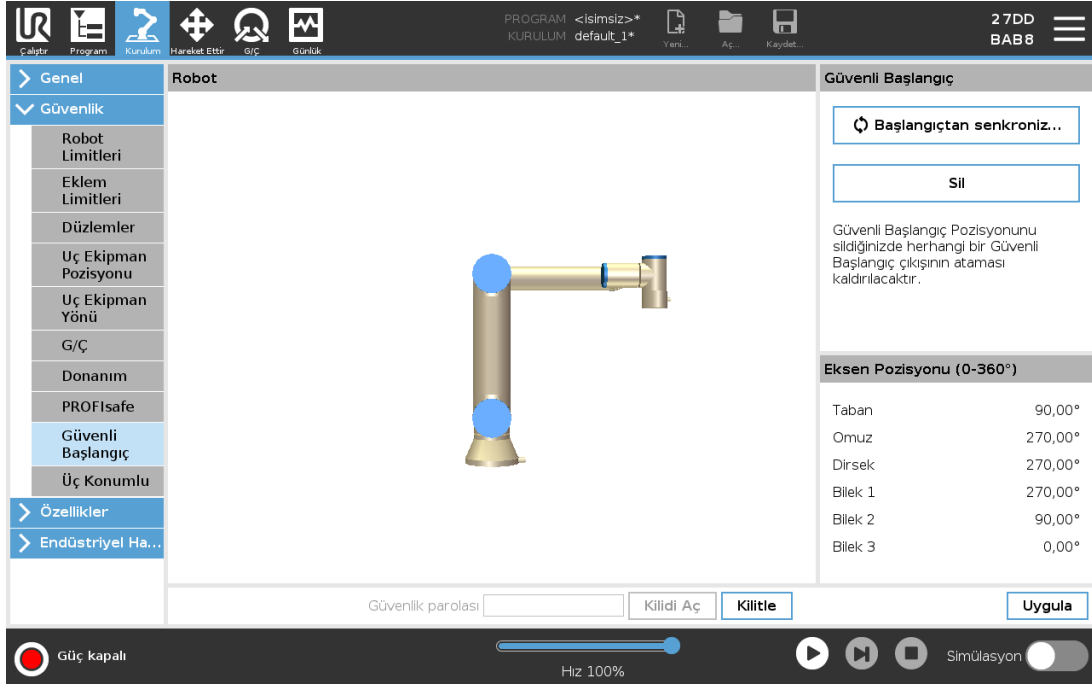 UR
PROGRAM <isimsiz>*
KURULUM default_1*
27DD
BAB8
Çalıştır
Program
Kurulum
Hareket Ettir
G/Ç
Günlük
Yeni...
Aç...
Kaydet...
Genel
Güvenlik
Robot
Limitleri
Eklem
Limitleri
Düzlemler
Uç Ekipman
Pozisyonu
Uç Ekipman
Yönü
G/Ç
Donanım
PROFIsafe
Güvenli
Başlangıç
Üç Konumlu
Özellikler
Endüstriyel Ha...
Robot
Güvenli Başlangıç
Başlangıçtan senkroniz...
Sil
Güvenli Başlangıç Pozisyonunu
sildiğinizde herhangi bir Güvenli
Başlangıç çıkışının ataması
kaldırılacaktır.
Eksen Pozisyonu (0-360°)
Taban 90,00°
Omuz 270,00°
Dirsek 270,00°
Bilek 1 270,00°
Bilek 2 90,00°
Bilek 3 0,00°
Güvenlik parolası
Kilidi Aç
Kilitle
Uygula
Güç kapalı
Hız 100%
Simülasyon